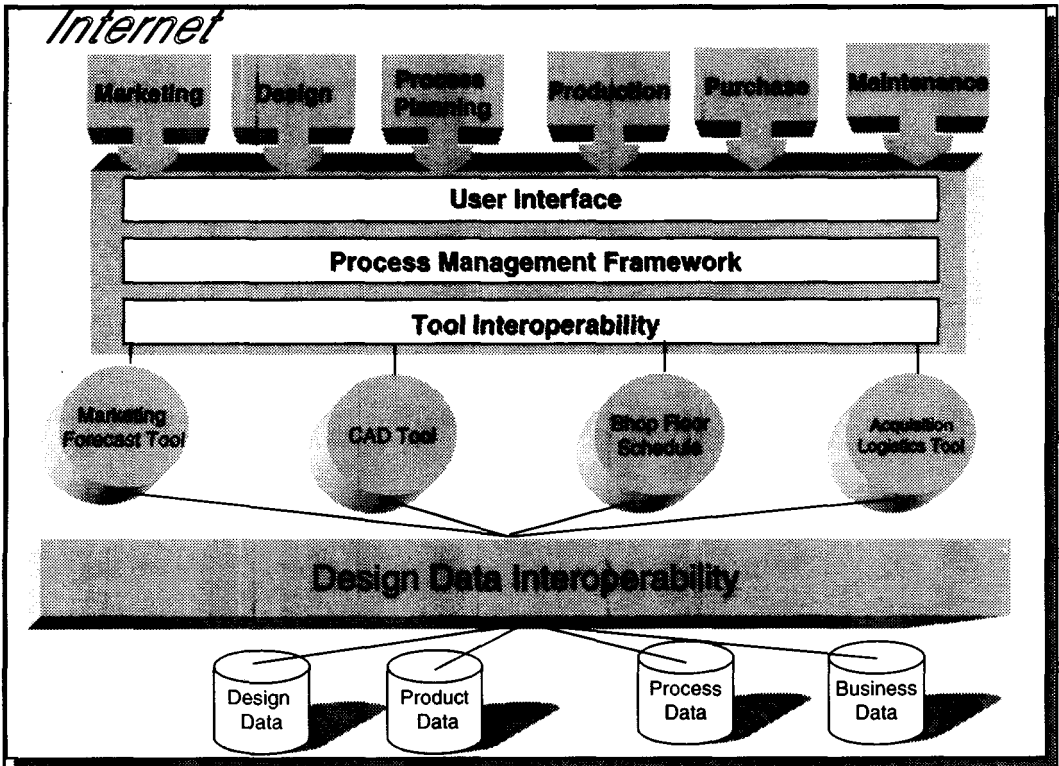 Internet
Marketing
Design
Process
Planning
Production
Purchase
Maintenance
User Interface
Process Management Framework
Tool Interoperability
Marketing
Forecast Tool
CAD Tool
Shop Floor
Schedule
Acquisition
Logistics Tool
Design Data Interoperability
Design
Data
Product
Data
Process
Data
Business
Data